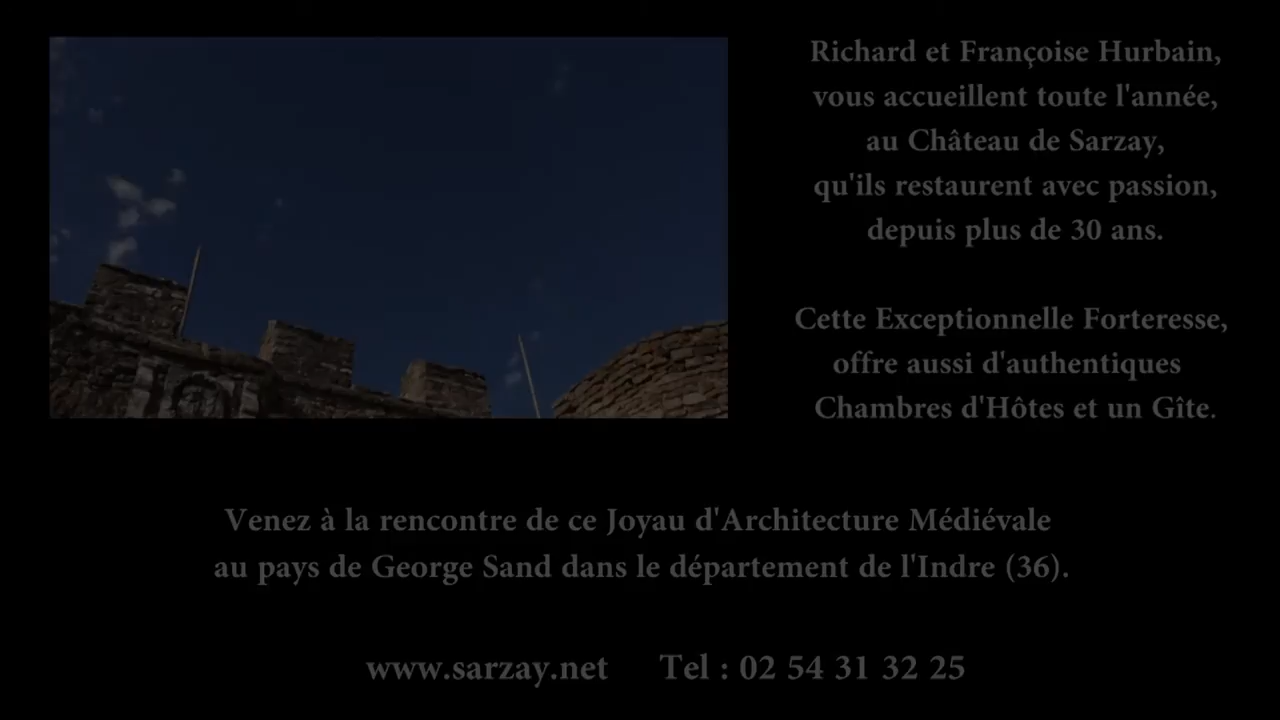 Richard et Françoise Hurbain,
vous accueillent toute l'année,
au Château de Sarzay,
qu'ils restaurent avec passion,
depuis plus de 30 ans.
Cette Exceptionnelle Forteresse,
offre aussi d'authentiques
Chambres d'Hôtes et un Gîte.
Venez à la rencontre de ce Joyau d'Architecture Médiévale
au pays de George Sand dans le département de l'Indre (36).
www.sarzay.net Tel : 02 54 31 32 25